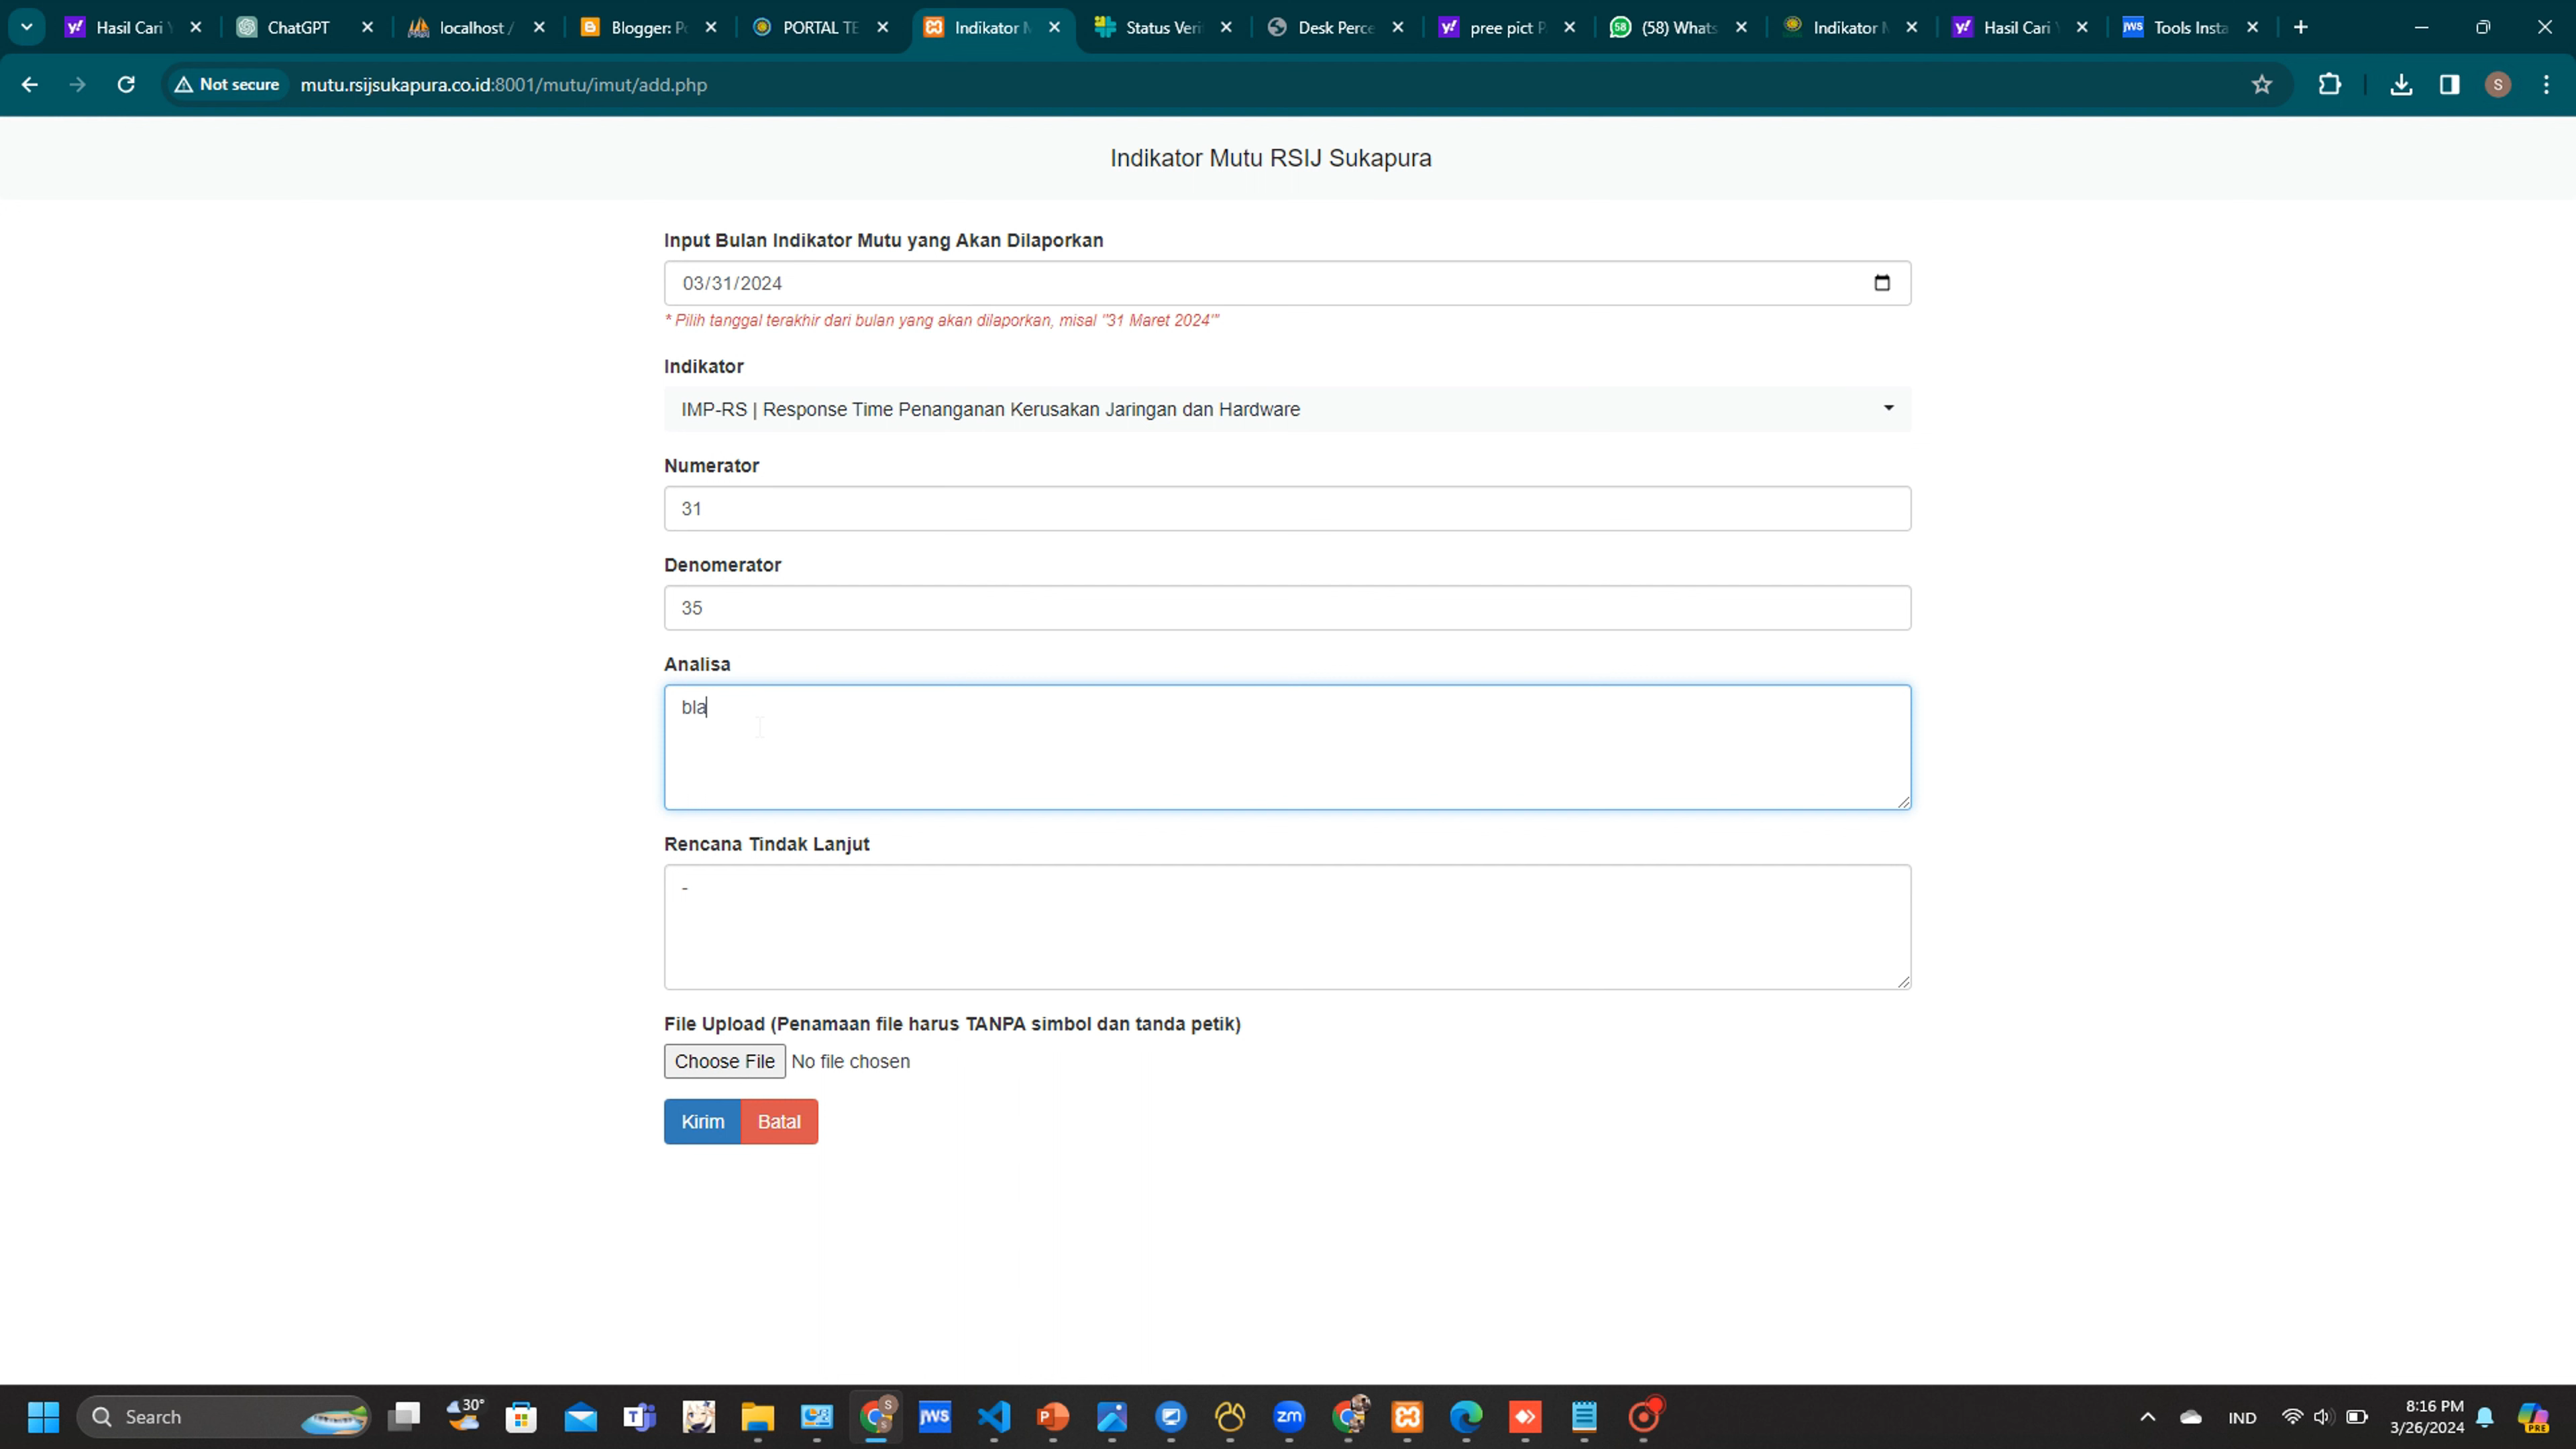 Hasil Cari
ChatGPT
localhost /
Blogger: P
PORTAL TE
Indikator
Status Veri
Desk Perce
pree pict
(58) Whats
Indikator
Hasil Cari
Tools Insta
Not secure
mutu.rsijsukapura.co.id:8001/mutu/imut/add.php
S
Indikator Mutu RSIJ Sukapura
Input Bulan Indikator Mutu yang Akan Dilaporkan
03/31/2024
* Pilih tanggal terakhir dari bulan yang akan dilaporkan, misal "31 Maret 2024'"
Indikator
IMP-RS | Response Time Penanganan Kerusakan Jaringan dan Hardware
Numerator
31
Denomerator
35
Analisa
bla
Rencana Tindak Lanjut
-
File Upload (Penamaan file harus TANPA simbol dan tanda petik)
Choose File No file chosen
Kirim Batal
Search
30°
JWS
zm
IND
8:16 PM
3/26/2024
PRE